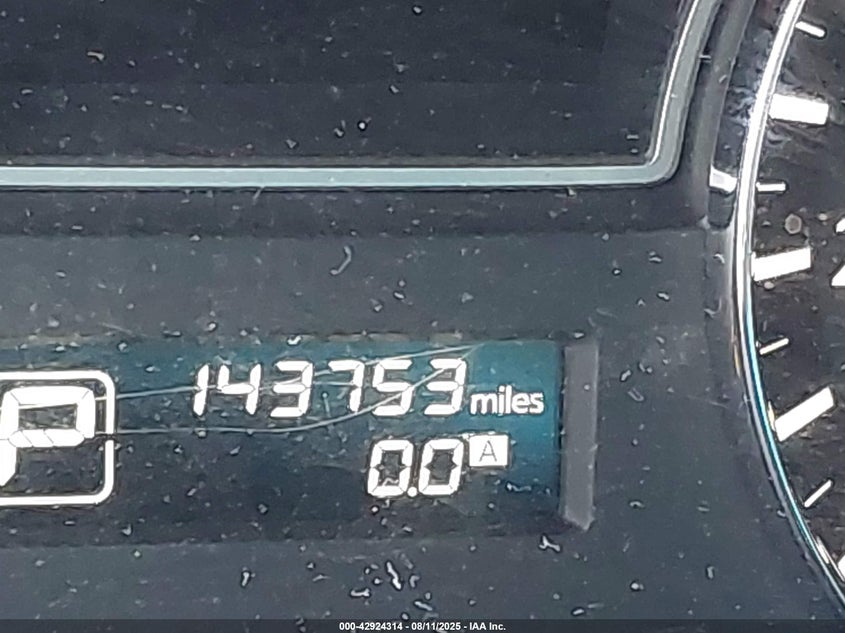 143753 miles
P
0.0 A
000-42924314 - 08/11/2025 - IAA Inc.